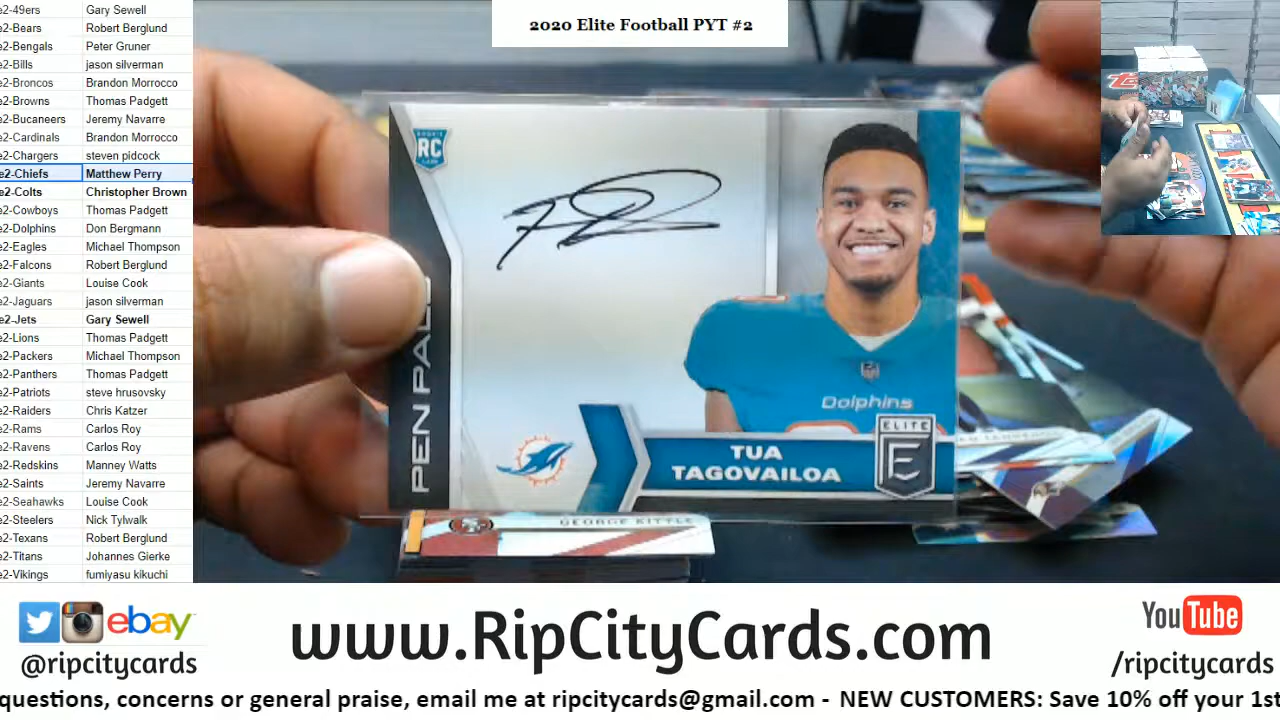 2020 Elite Football PYT #2
e2-49ers Gary Sewell
e2-Bears Robert Berglund
e2-Bengals Peter Gruner
e2-Bills jason silverman
e2-Broncos Brandon Morrocco
e2-Browns Thomas Padgett
e2-Bucaneers Jeremy Navarre
e2-Cardinals Brandon Morrocco
e2-Chargers steven pidcock
e2-Chiefs Matthew Perry
e2-Colts Christopher Brown
e2-Cowboys Thomas Padgett
e2-Dolphins Don Bergmann
e2-Eagles Michael Thompson
e2-Falcons Robert Berglund
e2-Giants Louise Cook
e2-Jaguars jason silverman
e2-Jets Gary Sewell
e2-Lions Thomas Padgett
e2-Packers Michael Thompson
e2-Panthers Thomas Padgett
e2-Patriots steve hrusovsky
e2-Raiders Chris Katzer
e2-Rams Carlos Roy
e2-Ravens Carlos Roy
e2-Redskins Manney Watts
e2-Saints Jeremy Navarre
e2-Seahawks Louise Cook
e2-Steelers Nick Tylwalk
e2-Texans Robert Berglund
e2-Titans Johannes Gierke
e2-Vikings fumiyasu kikuchi
RC
PEN PALS
Dolphins
ELITE
E
TUA
TAGOVAILOA
GEORGE KITTLE
ebay
@ripcitycards
www.RipCityCards.com
YouTube
/ripcitycards
questions, concerns or general praise, email me at ripcitycards@gmail.com - NEW CUSTOMERS: Save 10% off your 1st